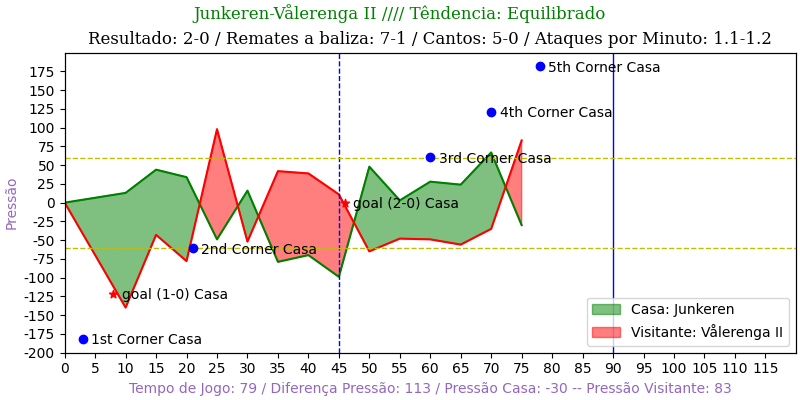 Junkeren-Vålerenga II //// Têndencia: Equilibrado
Resultado: 2-0 / Remates a baliza: 7-1 / Cantos: 5-0 / Ataques por Minuto: 1.1-1.2
175
150
125
100
75
50
25
0
-25
-50
-75
-100
-125
-150
-175
-200
Pressão
5th Corner Casa
4th Corner Casa
3rd Corner Casa
goal (2-0) Casa
2nd Corner Casa
goal (1-0) Casa
1st Corner Casa
Casa: Junkeren
Visitante: Vålerenga II
0 5 10 15 20 25 30 35 40 45 50 55 60 65 70 75 80 85 90 95 100 105 110 115
Tempo de Jogo: 79 / Diferença Pressão: 113 / Pressão Casa: -30 -- Pressão Visitante: 83